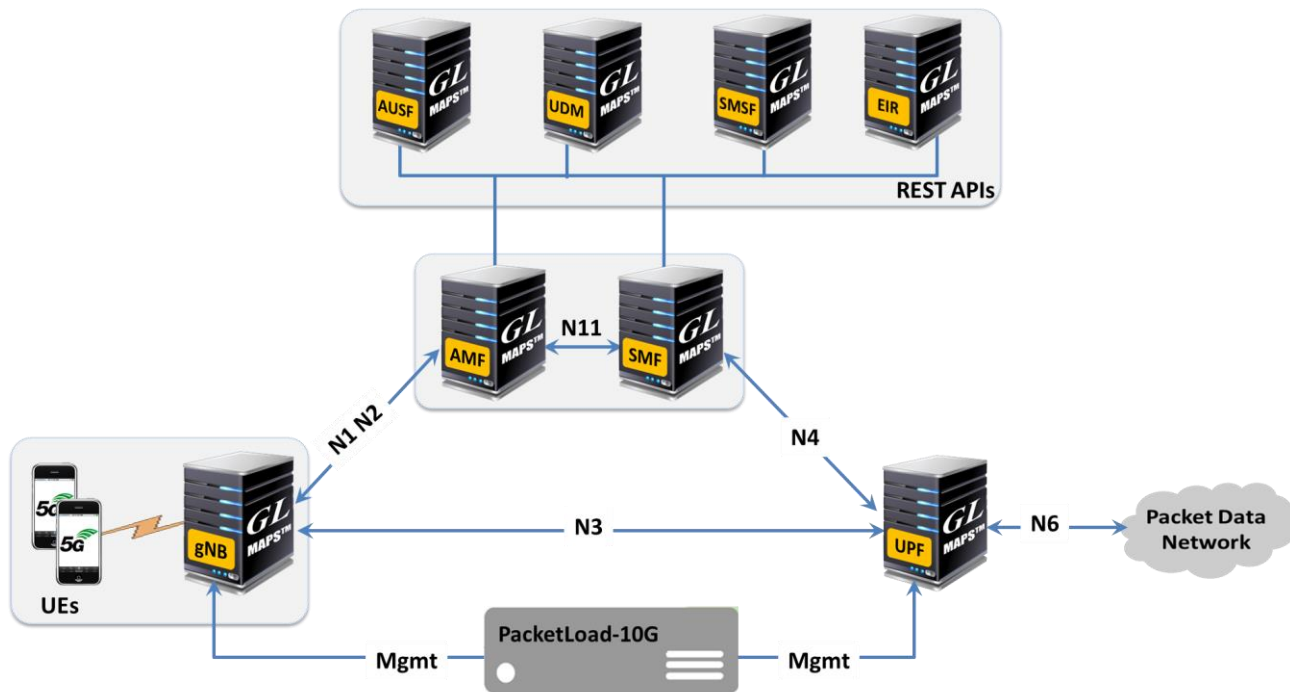 GL
MAPS™
AUSF
GL
MAPS™
UDM
GL
MAPS™
SMSF
GL
MAPS™
EIR
REST APIs
GL
MAPS™
AMF
N11
GL
MAPS™
SMF
N1 N2
N4
5G
5G
UEs
GL
MAPS™
gNB
N3
GL
MAPS™
UPF
N6
Packet Data
Network
PacketLoad-10G
Mgmt
Mgmt